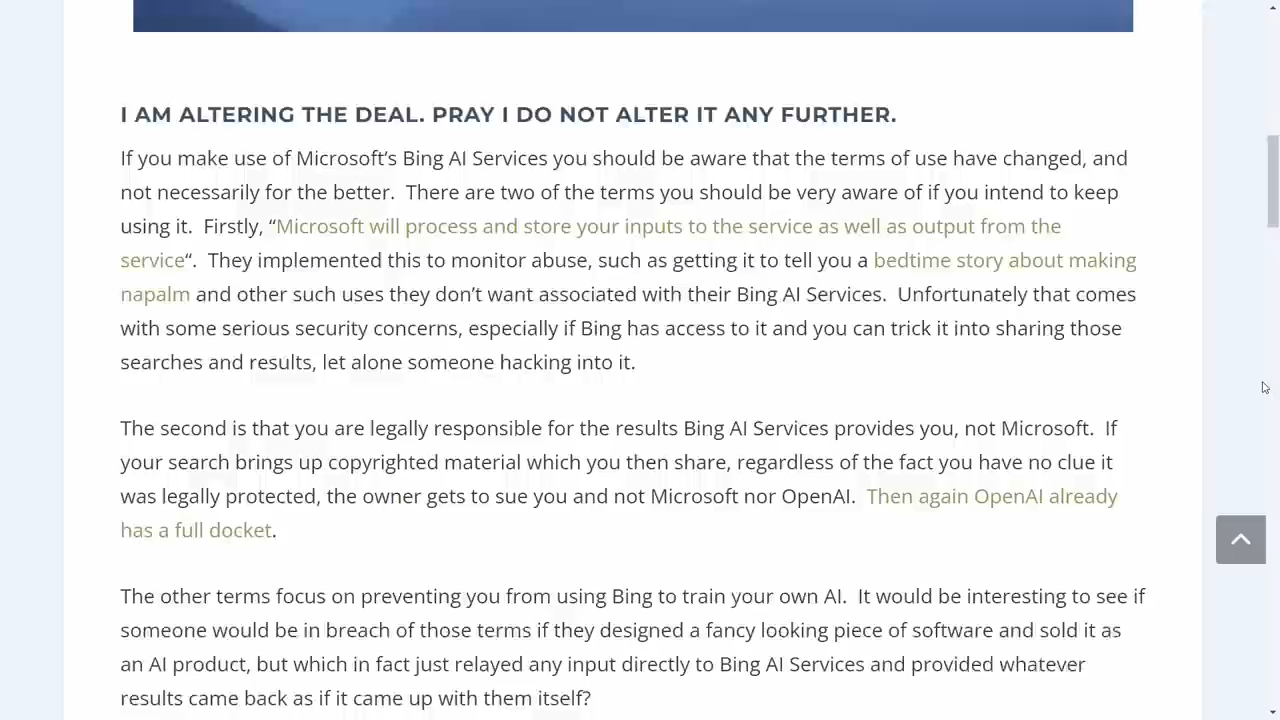 I AM ALTERING THE DEAL. PRAY I DO NOT ALTER IT ANY FURTHER.
If you make use of Microsoft’s Bing AI Services you should be aware that the terms of use have changed, and
not necessarily for the better.  There are two of the terms you should be very aware of if you intend to keep
using it.  Firstly, “Microsoft will process and store your inputs to the service as well as output from the
service“.  They implemented this to monitor abuse, such as getting it to tell you a bedtime story about making
napalm and other such uses they don’t want associated with their Bing AI Services.  Unfortunately that comes
with some serious security concerns, especially if Bing has access to it and you can trick it into sharing those
searches and results, let alone someone hacking into it.
The second is that you are legally responsible for the results Bing AI Services provides you, not Microsoft.  If
your search brings up copyrighted material which you then share, regardless of the fact you have no clue it
was legally protected, the owner gets to sue you and not Microsoft nor OpenAI.  Then again OpenAI already
has a full docket.
The other terms focus on preventing you from using Bing to train your own AI.  It would be interesting to see if
someone would be in breach of those terms if they designed a fancy looking piece of software and sold it as
an AI product, but which in fact just relayed any input directly to Bing AI Services and provided whatever
results came back as if it came up with them itself?